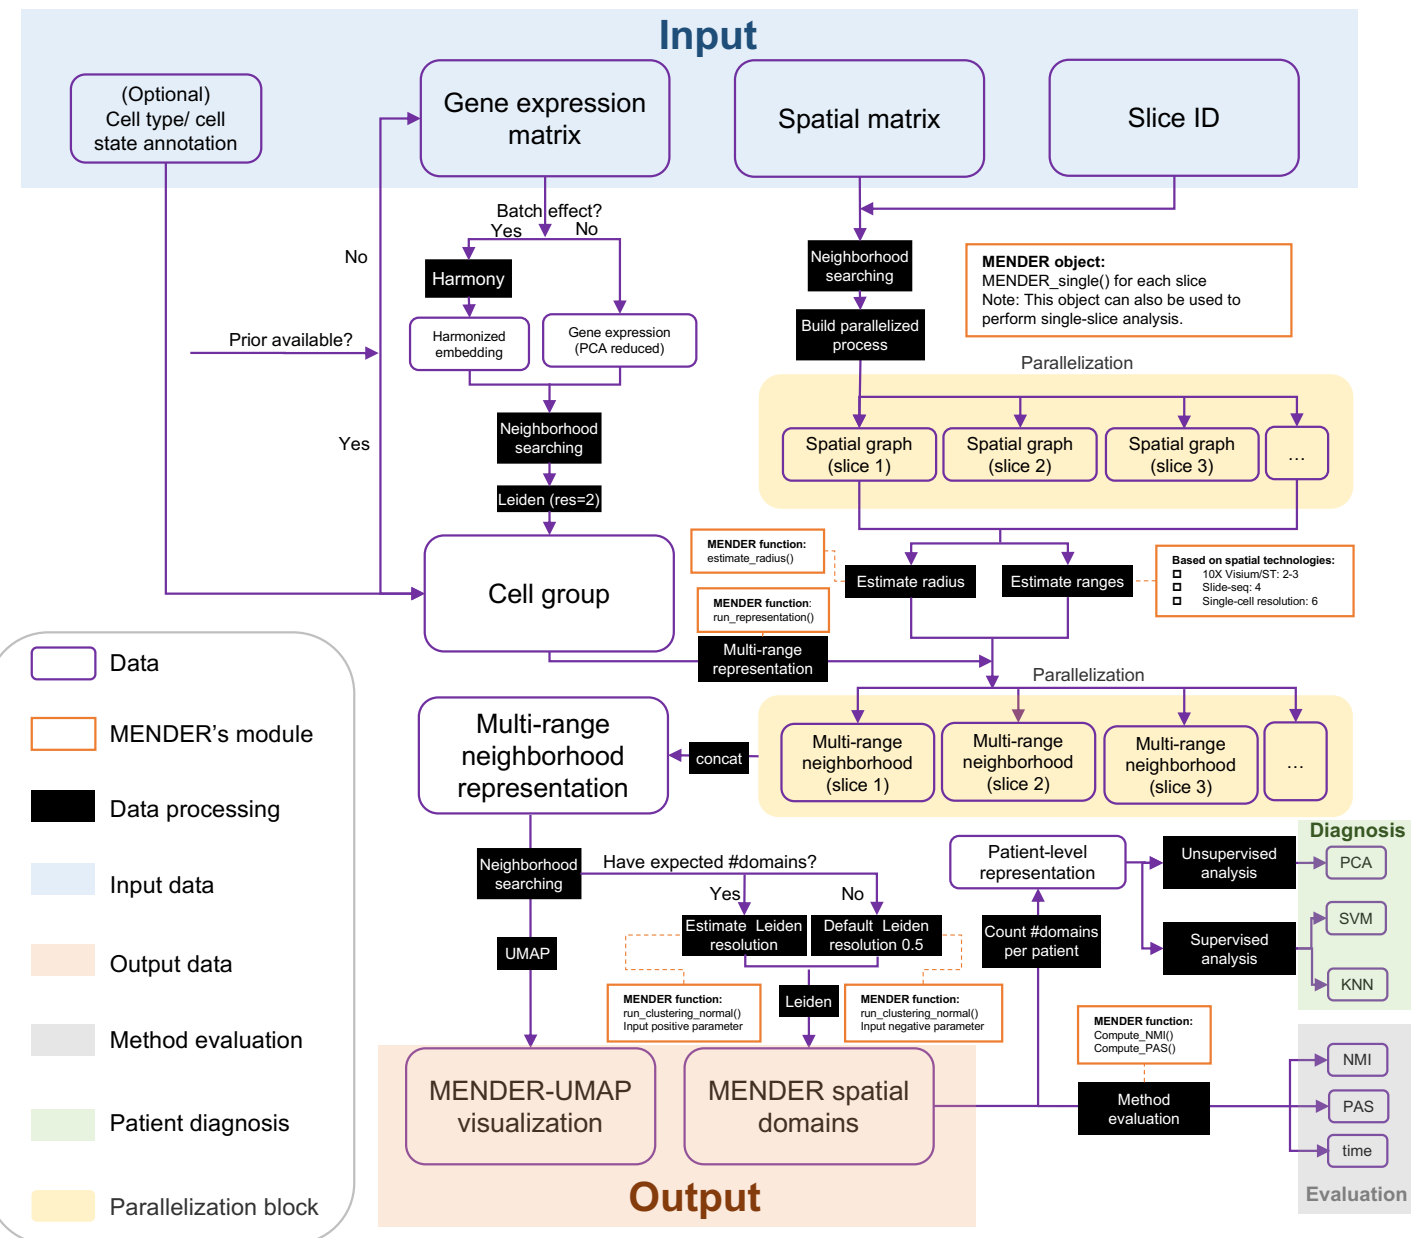 Input
(Optional)
Cell type/ cell
state annotation
Gene expression
matrix
Spatial matrix
Slice ID
Batch effect?
Yes
No
No
Harmony
Harmonized
embedding
Gene expression
(PCA reduced)
Prior available?
Yes
Neighborhood
searching
Leiden (res=2)
Cell group
Neighborhood
searching
Build parallelized
process
MENDER object:
MENDER_single() for each slice
Note: This object can also be used to
perform single-slice analysis.
Parallelization
Spatial graph
(slice 1)
Spatial graph
(slice 2)
Spatial graph
(slice 3)
...
MENDER function:
estimate_radius()
Estimate radius
Estimate ranges
Based on spatial technologies:
10X Visium/ST: 2-3
Slide-seq: 4
Single-cell resolution: 6
MENDER function:
run_representation()
Multi-range
representation
Parallelization
Multi-range
neighborhood
(slice 1)
Multi-range
neighborhood
(slice 2)
Multi-range
neighborhood
(slice 3)
...
concat
Multi-range
neighborhood
representation
Neighborhood
searching
Have expected #domains?
Yes
No
UMAP
Estimate Leiden
resolution
Default Leiden
resolution 0.5
MENDER function:
run_clustering_normal()
Input positive parameter
Leiden
MENDER function:
run_clustering_normal()
Input negative parameter
MENDER-UMAP
visualization
MENDER spatial
domains
Output
Patient-level
representation
Count #domains
per patient
Unsupervised
analysis
Supervised
analysis
Diagnosis
PCA
SVM
KNN
MENDER function:
Compute_NMI()
Compute_PAS()
Method
evaluation
NMI
PAS
time
Evaluation
Data
MENDER’s module
Data processing
Input data
Output data
Method evaluation
Patient diagnosis
Parallelization block